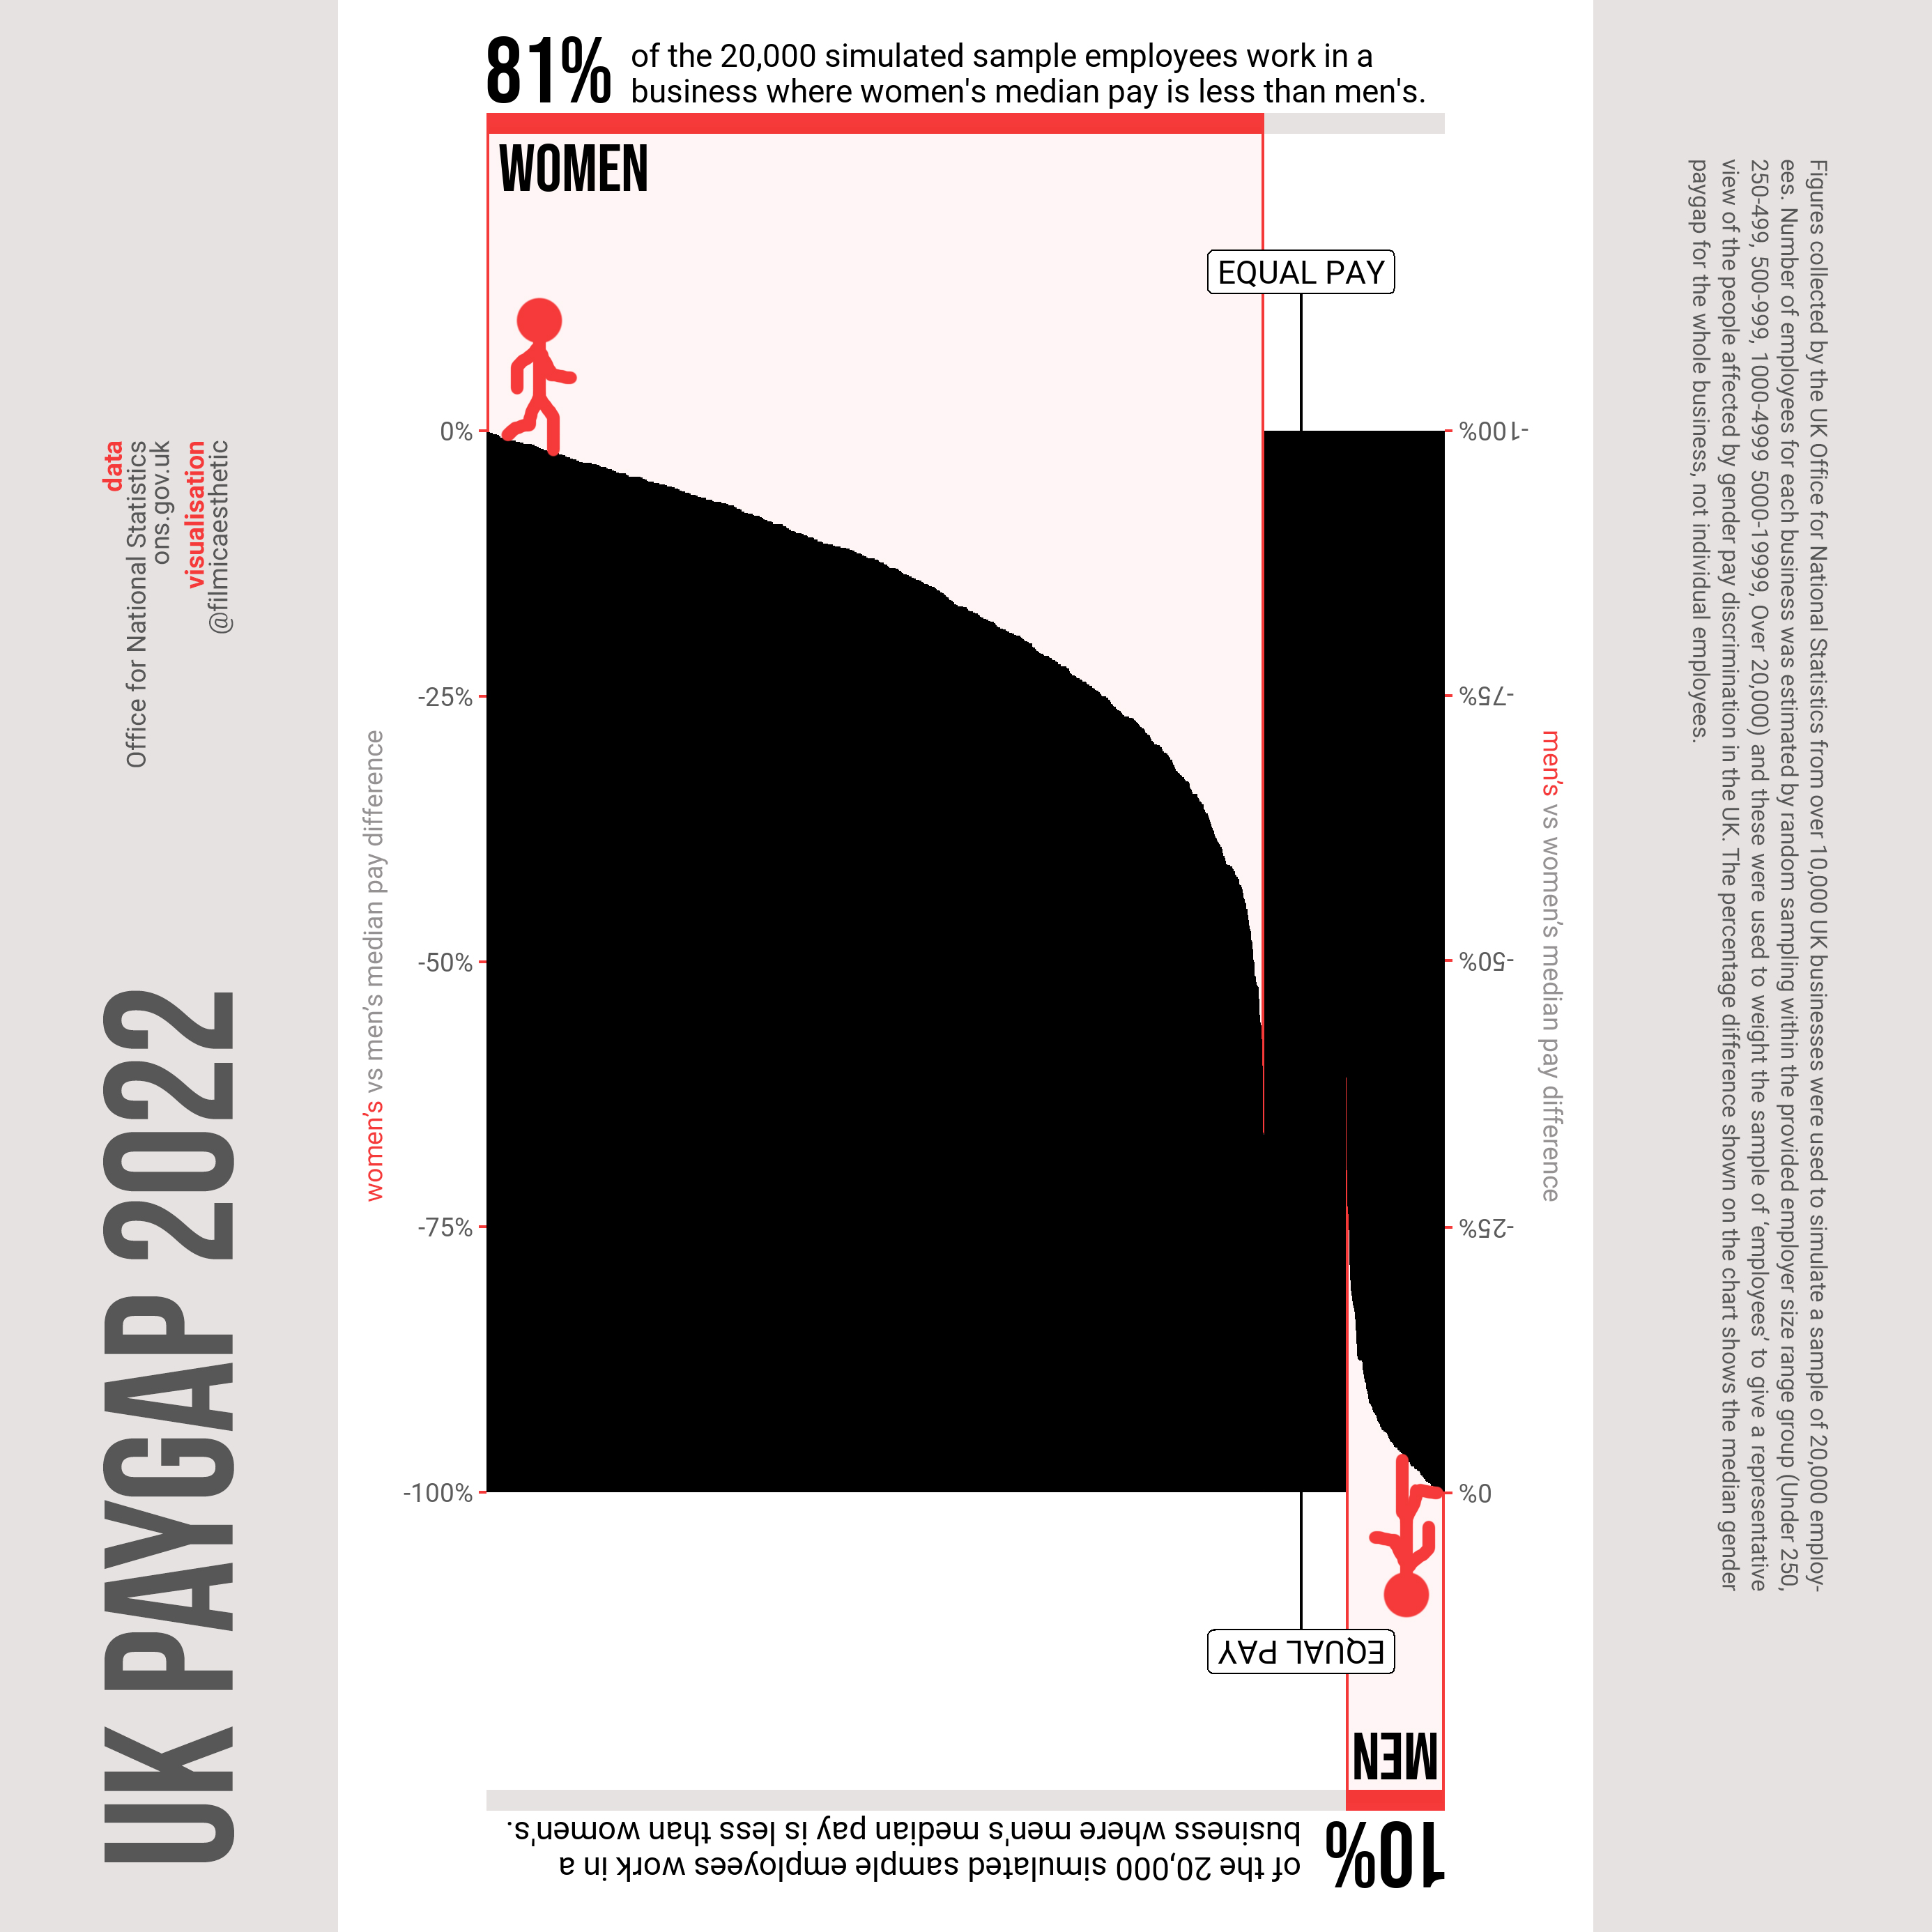 81%
of the 20,000 simulated sample employees work in a
business where women's median pay is less than men's.
WOMEN
EQUAL PAY
0%
-25%
-50%
-75%
-100%
women's vs men's median pay difference
-100%
-75%
-50%
-25%
0%
men's vs women's median pay difference
EQUAL PAY
MEN
10%
of the 20,000 simulated sample employees work in a
business where men's median pay is less than women's.
UK PAYGAP 2022
data
Office for National Statistics
ons.gov.uk
visualisation
@filmicaesthetic
Figures collected by the UK Office for National Statistics from over 10,000 UK businesses were used to simulate a sample of 20,000 employ-
ees. Number of employees for each business was estimated by random sampling within the provided employer size range group (Under 250,
250-499, 500-999, 1000-4999 5000-19999, Over 20,000) and these were used to weight the sample of ‘employees’ to give a representative
view of the people affected by gender pay discrimination in the UK. The percentage difference shown on the chart shows the median gender
paygap for the whole business, not individual employees.